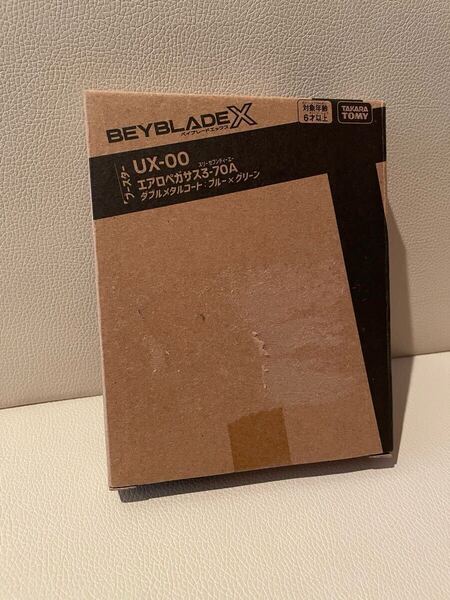 BEYBLADE X
ベイブレードエックス
対象年齢
6才以上
TAKARA
TOMY
ブースター
UX-00
スリーセブンティーエー
エアロペガサス3-70A
ダブルメタルコート：ブルー×グリーン